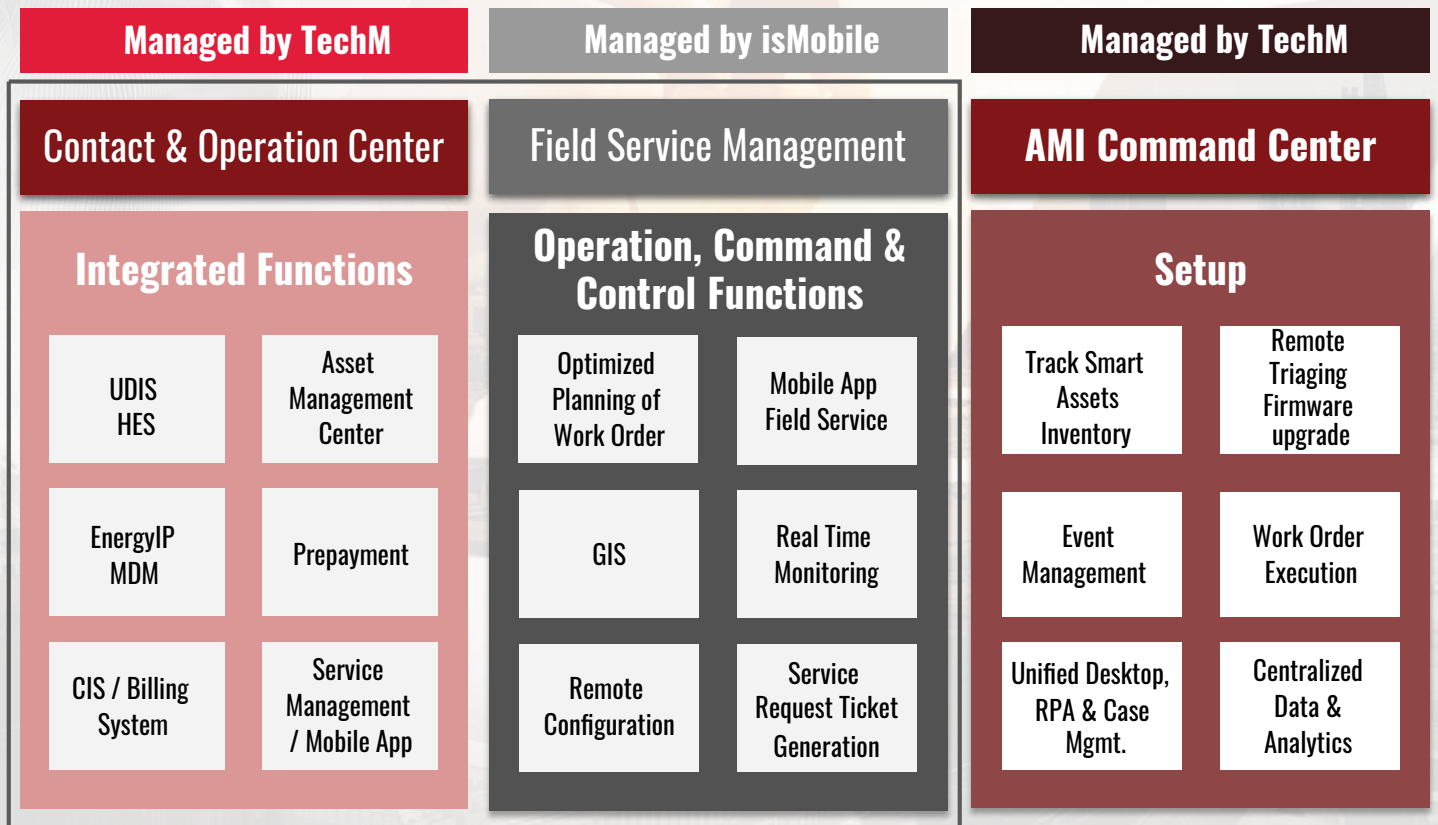 Managed by TechM
Managed by isMobile
Managed by TechM
Contact & Operation Center
Field Service Management
AMI Command Center
Integrated Functions
UDIS
HES
Asset
Management
Center
EnergyIP
MDM
Prepayment
CIS / Billing
System
Service
Management
/ Mobile App
Operation, Command &
Control Functions
Optimized
Planning of
Work Order
Mobile App
Field Service
GIS
Real Time
Monitoring
Remote
Configuration
Service
Request Ticket
Generation
Setup
Track Smart
Assets
Inventory
Remote
Triaging
Firmware
upgrade
Event
Management
Work Order
Execution
Unified Desktop,
RPA & Case
Mgmt.
Centralized
Data &
Analytics